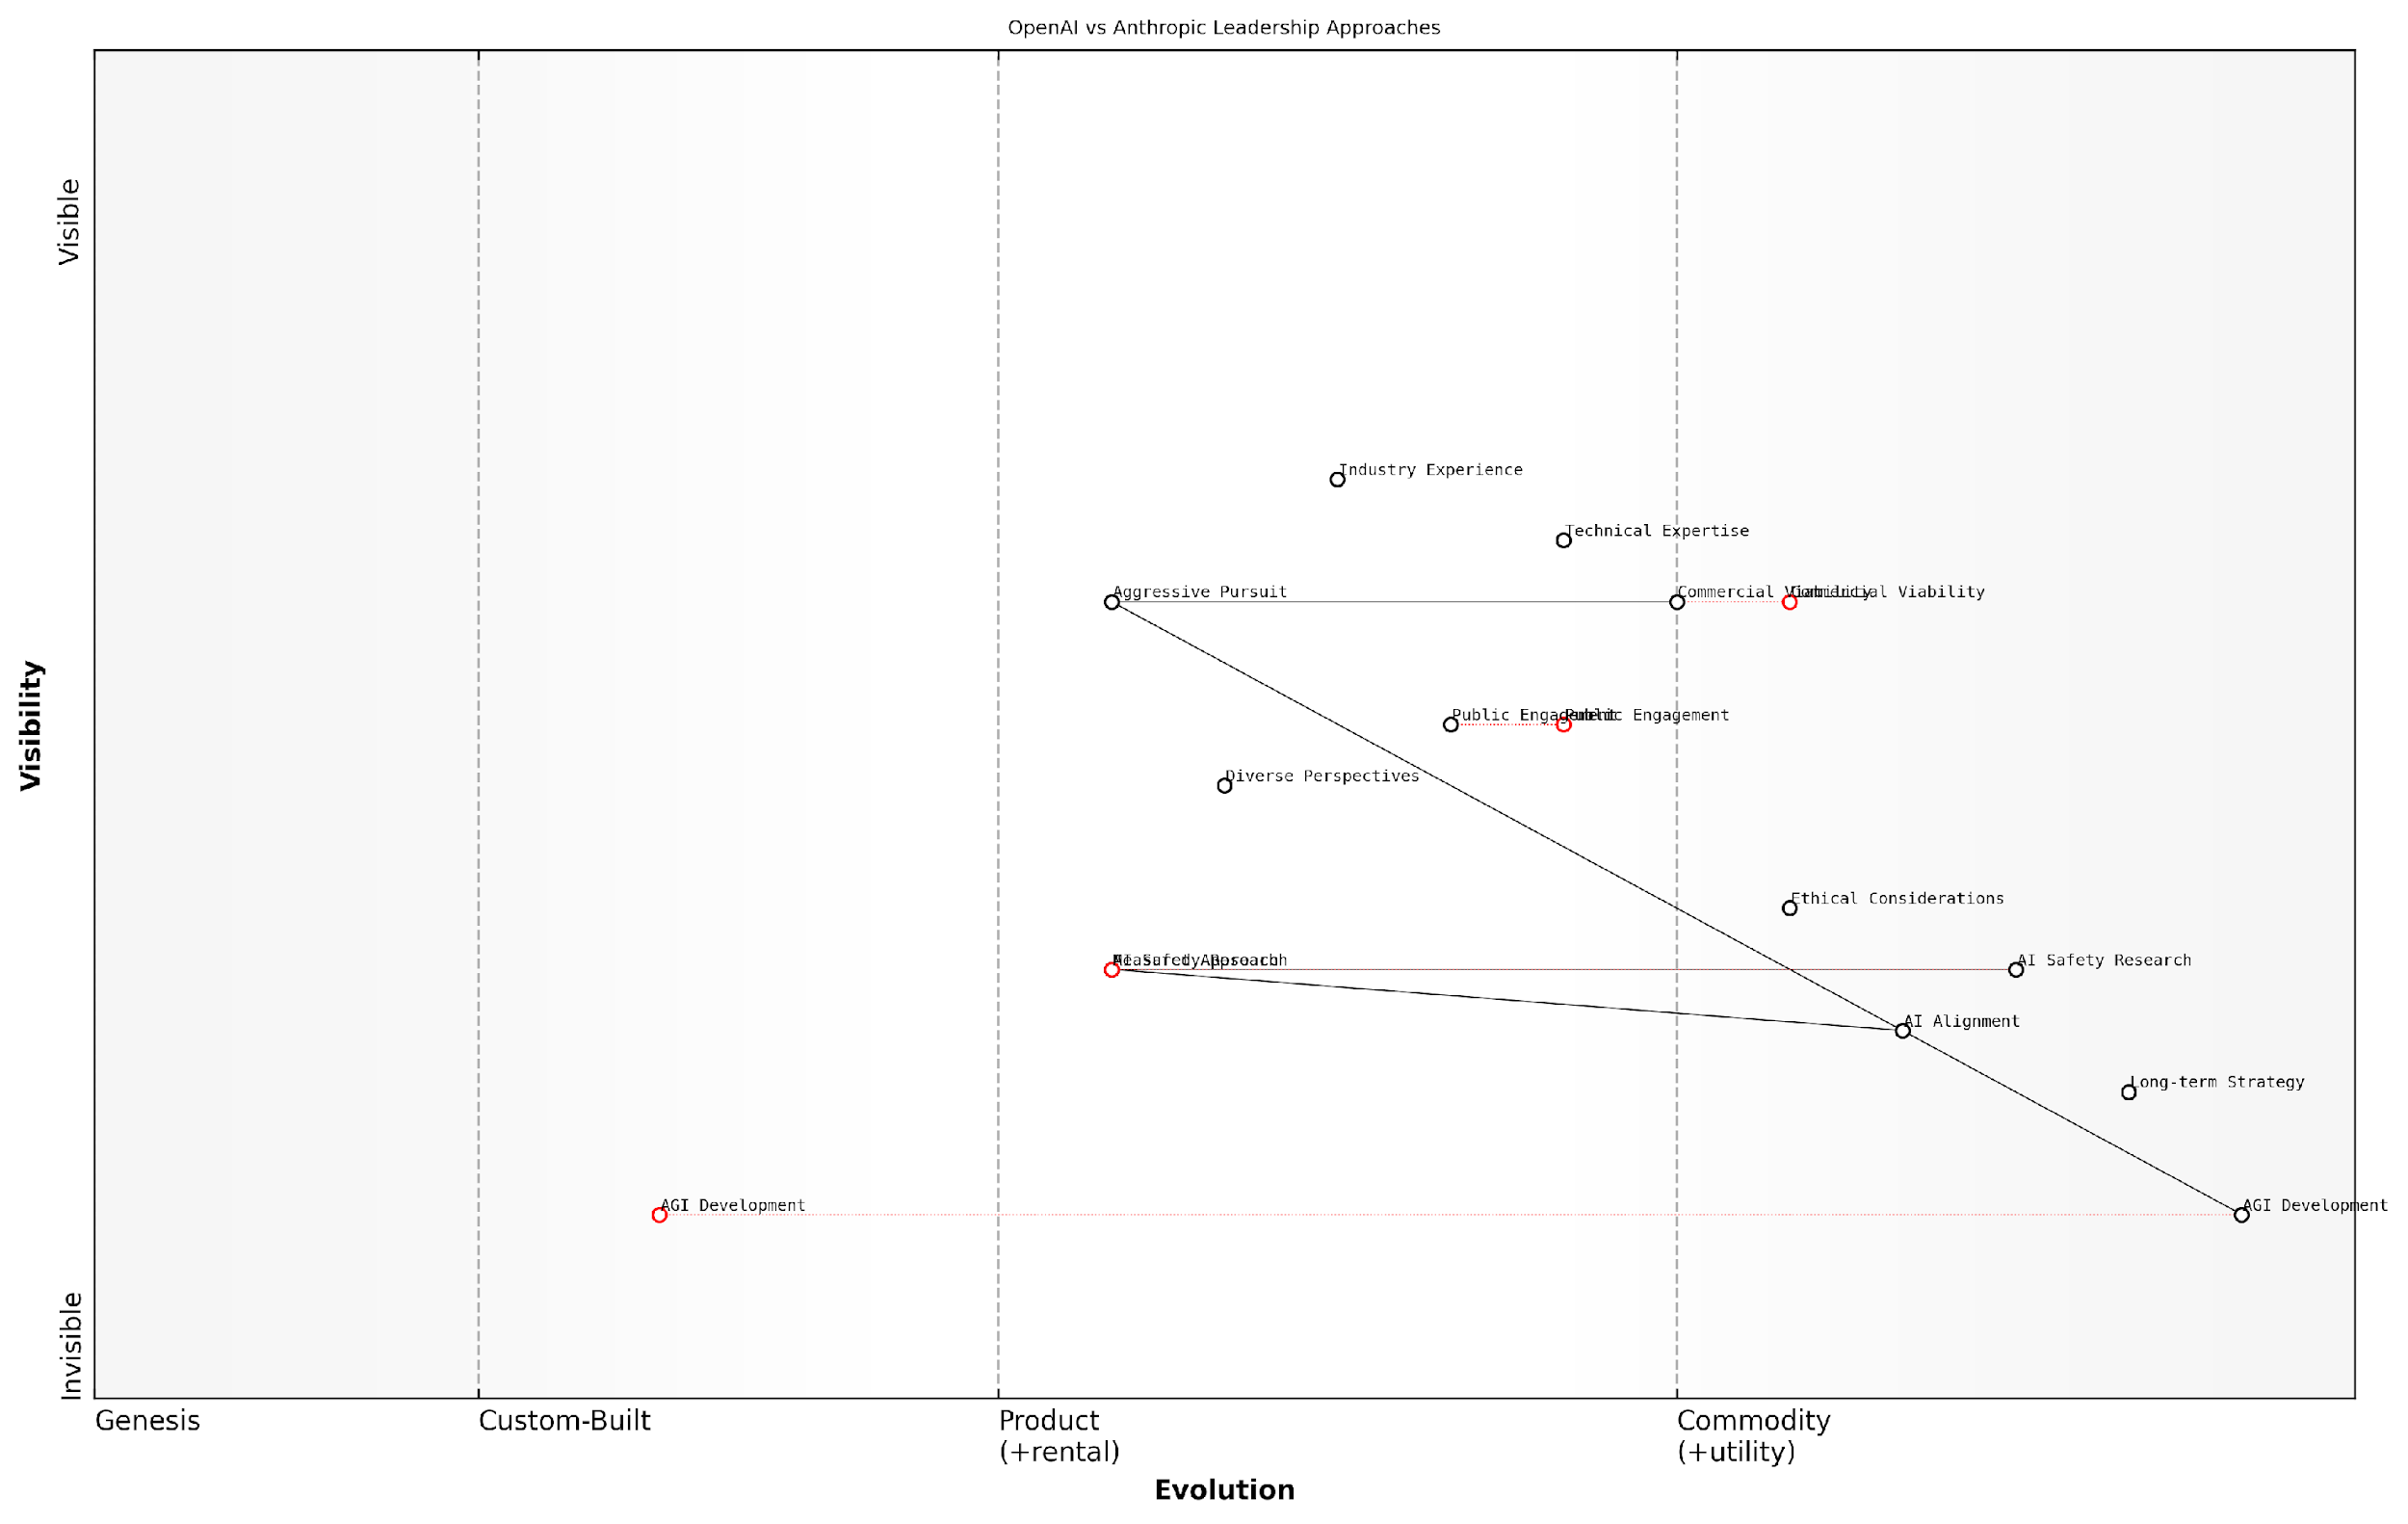 OpenAI vs Anthropic Leadership Approaches
Visible
Industry Experience
Technical Expertise
Aggressive Pursuit
Commercial Viability
Commercial Viability
Public Engagement
Public Engagement
Visibility
Diverse Perspectives
Ethical Considerations
AI Safety Research
Measured Approach
AI Safety Research
AI Alignment
Long-term Strategy
AGI Development
AGI Development
Invisible
Genesis
Custom-Built
Product
(+rental)
Commodity
(+utility)
Evolution